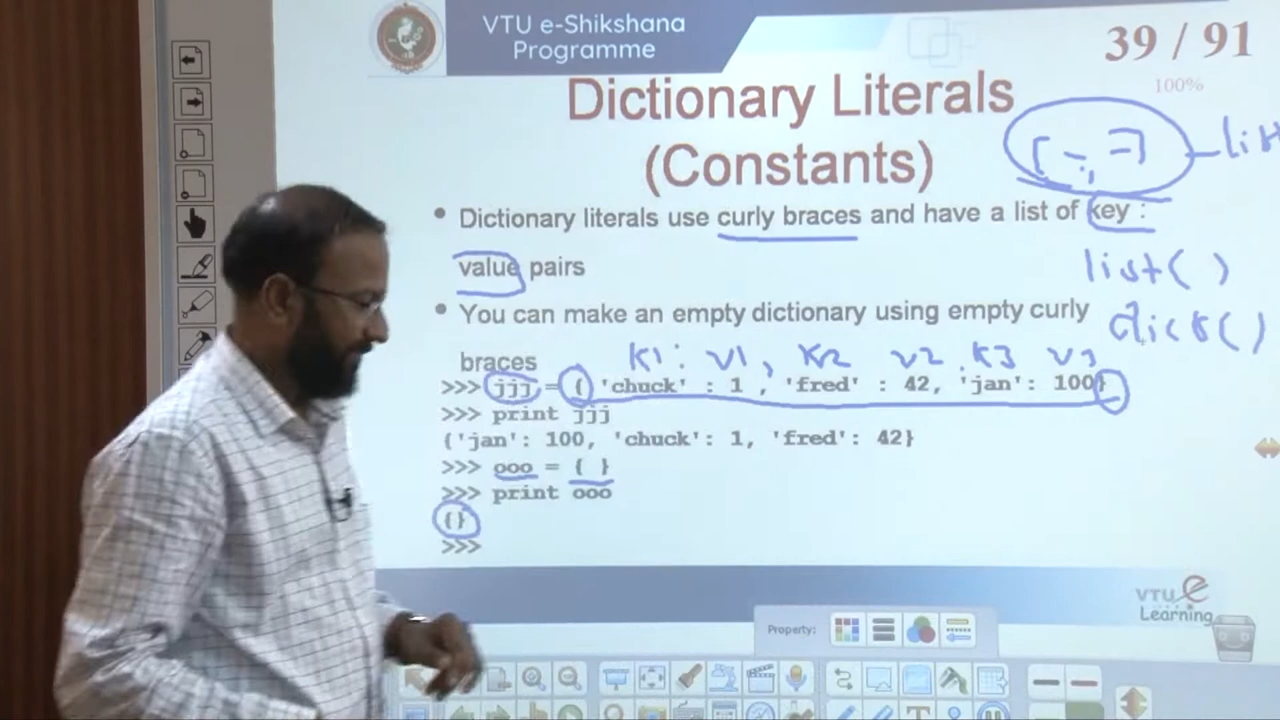 VTU e-Shikshana
Programme
39 / 91
100%
Dictionary Literals
(Constants)
[ -, -] list
• Dictionary literals use curly braces and have a list of key :
value pairs
list( )
• You can make an empty dictionary using empty curly
braces
dict( )
K1: V1, K2 V2 K3 V3
>>> jjj = { 'chuck' : 1 , 'fred' : 42, 'jan': 100}
>>> print jjj
{'jan': 100, 'chuck': 1, 'fred': 42}
>>> ooo = { }
>>> print ooo
{}
>>>
VTU e
Learning
Property: